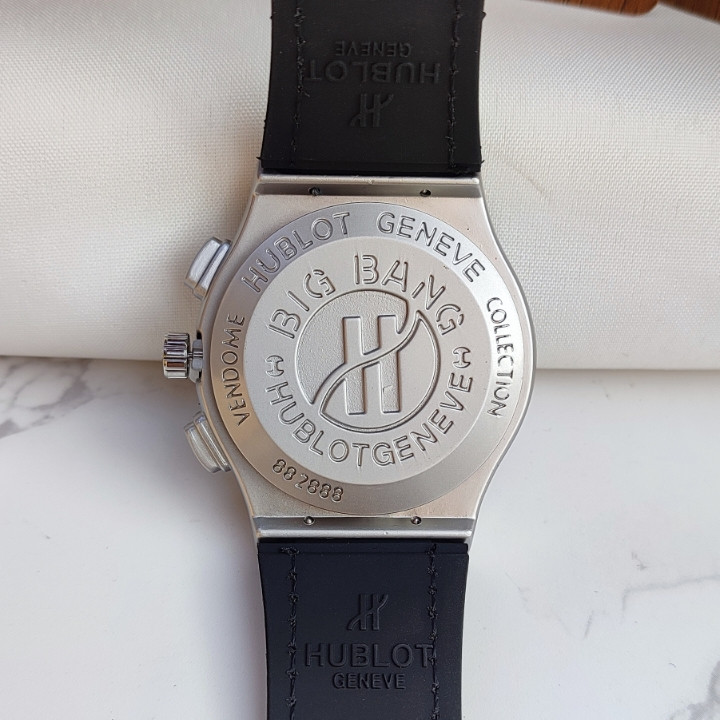 HUBLOT
GENEVE
VENDOME HUBLOT GENEVE COLLECTION
BIG BANG
HUBLOTGENEVE
882888
HUBLOT
GENEVE